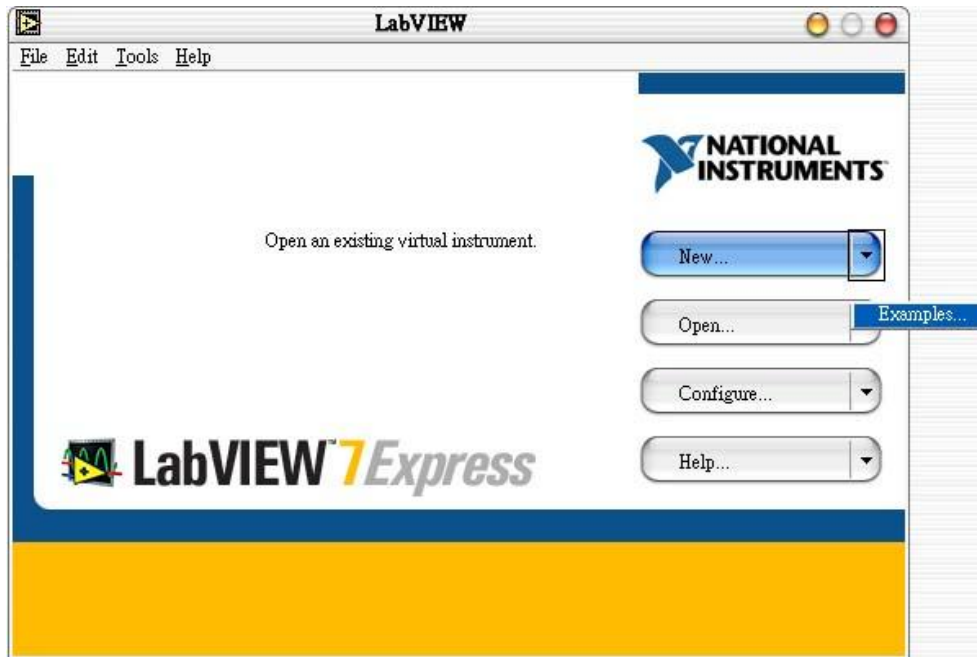 LabVIEW
File Edit Tools Help
NATIONAL
INSTRUMENTS
Open an existing virtual instrument.
New...
Examples...
Open...
Configure...
LabVIEW™ 7 Express
Help...